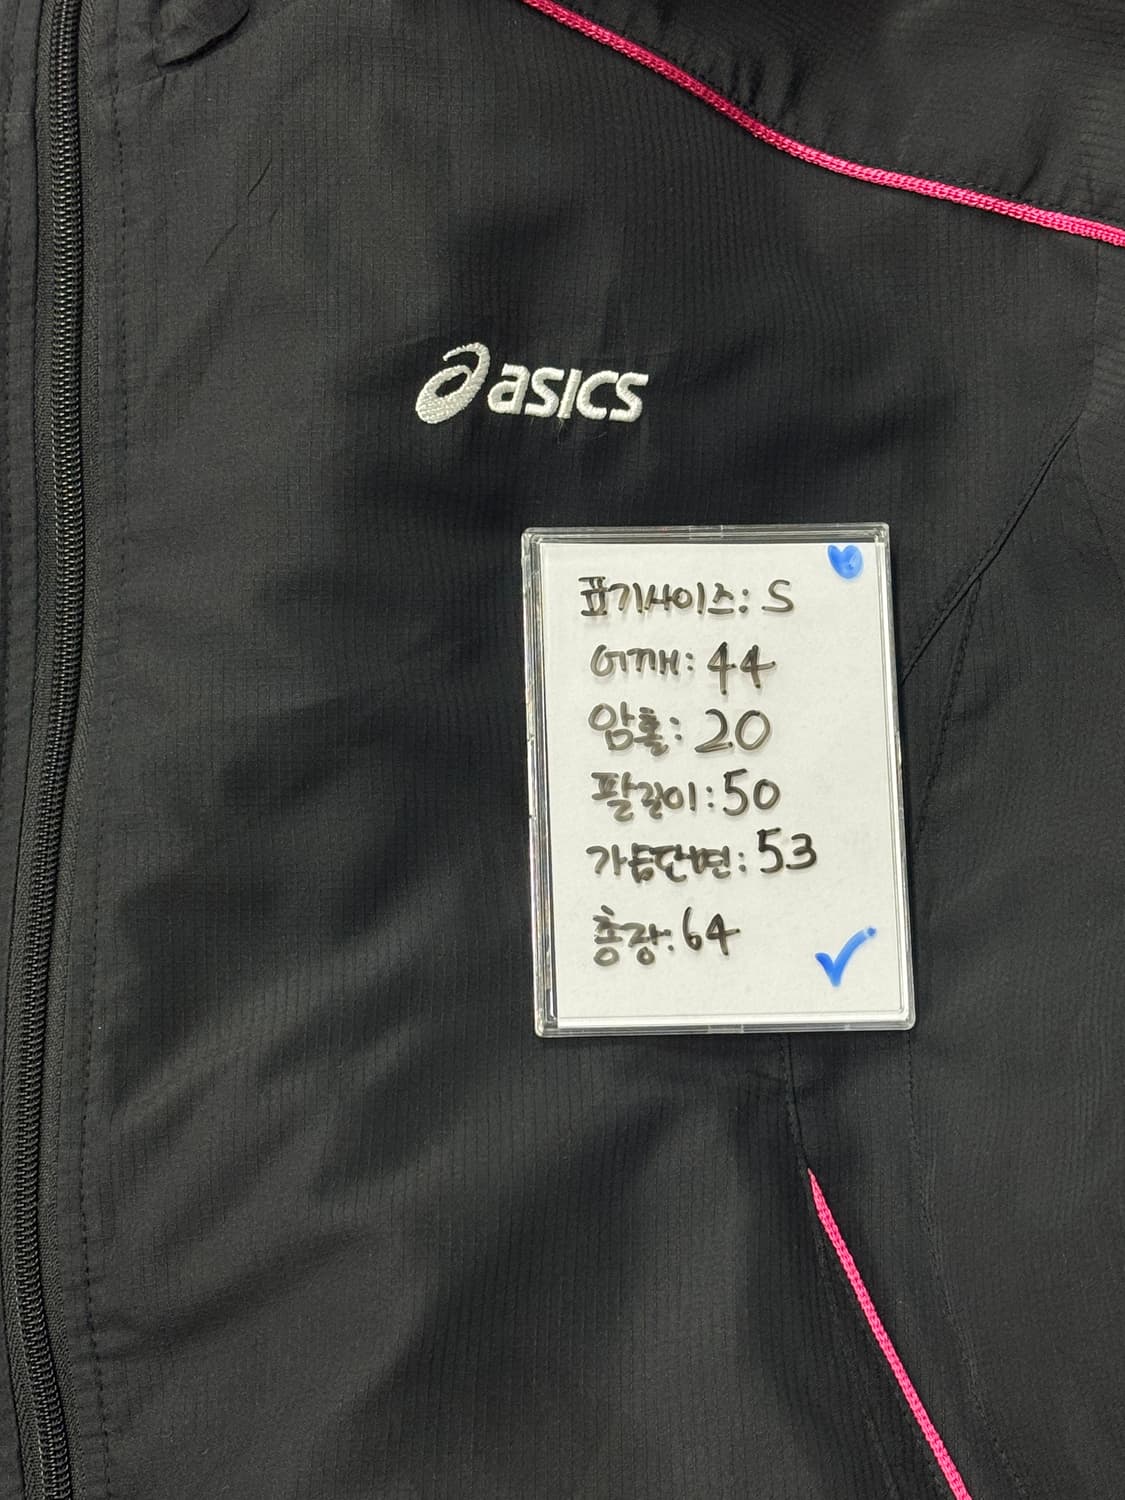 asics
표기사이즈: S
어깨: 44
암홀: 20
팔길이: 50
가슴단면: 53
총장: 64